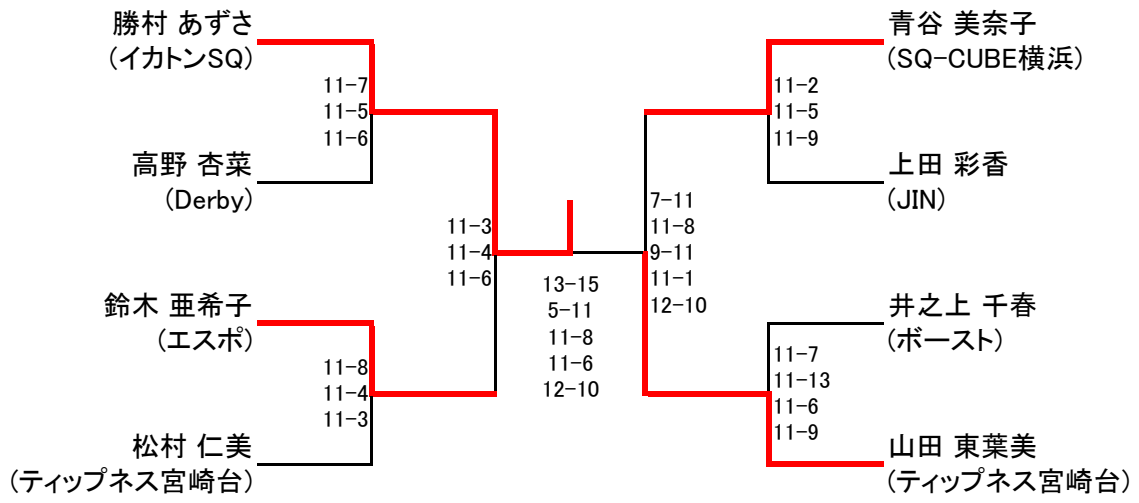 勝村 あずさ
(イカトンSQ)
11-7
11-5
11-6
高野 杏菜
(Derby)
11-3
11-4
11-6
鈴木 亜希子
(エスポ)
11-8
11-4
11-3
松村 仁美
(ティップネス宮崎台)
13-15
5-11
11-8
11-6
12-10
青谷 美奈子
(SQ-CUBE横浜)
11-2
11-5
11-9
上田 彩香
(JIN)
7-11
11-8
9-11
11-1
12-10
井之上 千春
(ボースト)
11-7
11-13
11-6
11-9
山田 東葉美
(ティップネス宮崎台)